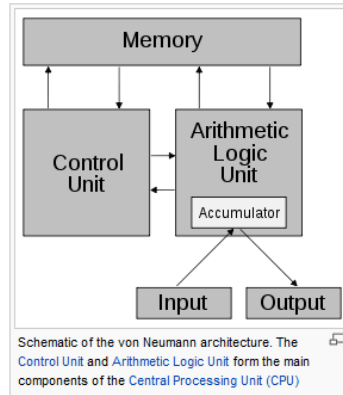 Memory
Control
Unit
Arithmetic
Logic
Unit
Accumulator
Input
Output
Schematic of the von Neumann architecture. The
Control Unit and Arithmetic Logic Unit form the main
components of the Central Processing Unit (CPU)